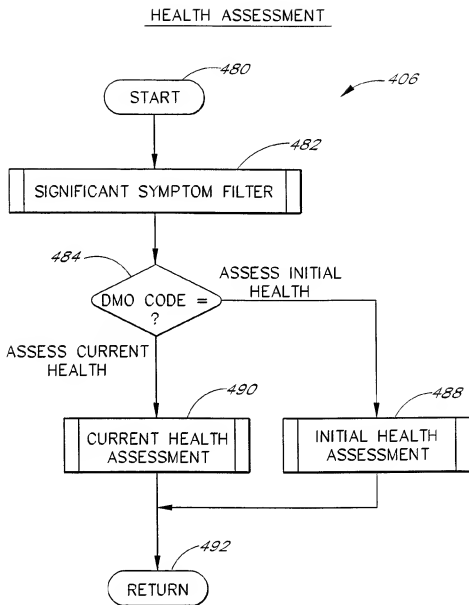 HEALTH ASSESSMENT
480
START
406
482
SIGNIFICANT SYMPTOM FILTER
484
DMO CODE =
?
ASSESS INITIAL
HEALTH
ASSESS CURRENT
HEALTH
490
CURRENT HEALTH
ASSESSMENT
488
INITIAL HEALTH
ASSESSMENT
492
RETURN